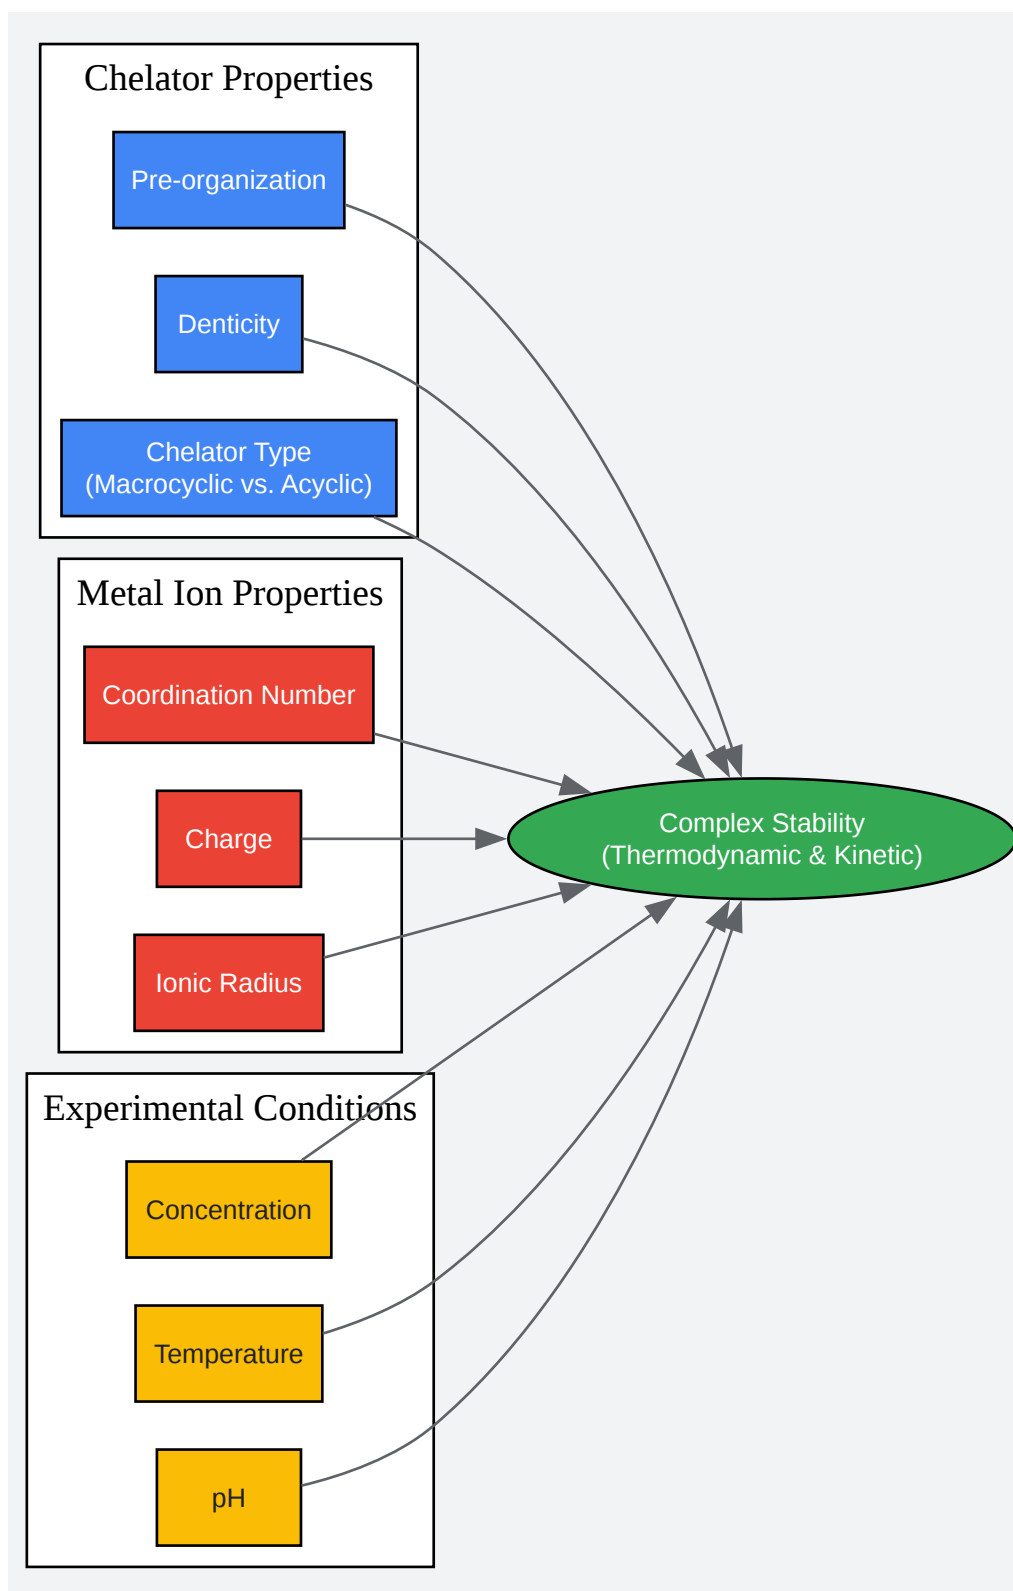 Chelator Properties
Pre-organization
Denticity
Chelator Type
(Macrocyclic vs. Acyclic)
Metal Ion Properties
Coordination Number
Charge
Ionic Radius
Complex Stability
(Thermodynamic & Kinetic)
Experimental Conditions
Concentration
Temperature
pH